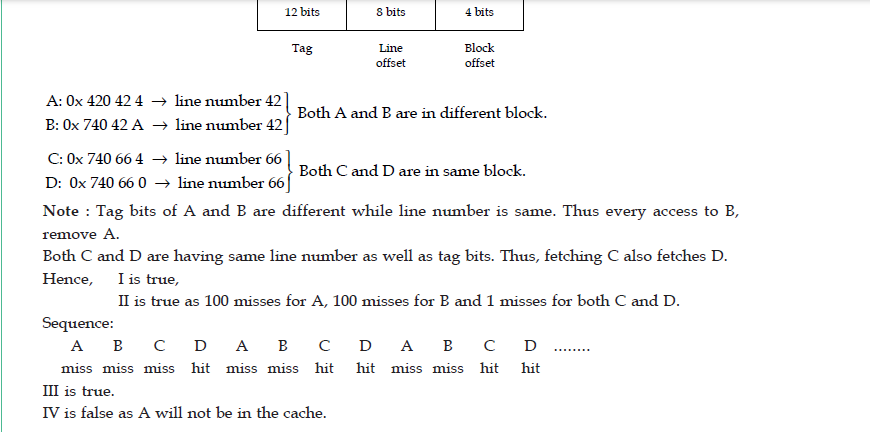 12 bits 8 bits 4 bits
Tag Line offset Block offset
A: 0x 420 42 4 → line number 42
B: 0x 740 42 A → line number 42
Both A and B are in different block.
C: 0x 740 66 4 → line number 66
D: 0x 740 66 0 → line number 66
Both C and D are in same block.
Note : Tag bits of A and B are different while line number is same. Thus every access to B,
remove A.
Both C and D are having same line number as well as tag bits. Thus, fetching C also fetches D.
Hence, I is true,
II is true as 100 misses for A, 100 misses for B and 1 misses for both C and D.
Sequence:
A B C D A B C D A B C D ........
miss miss miss hit miss miss hit hit miss miss hit hit
III is true.
IV is false as A will not be in the cache.